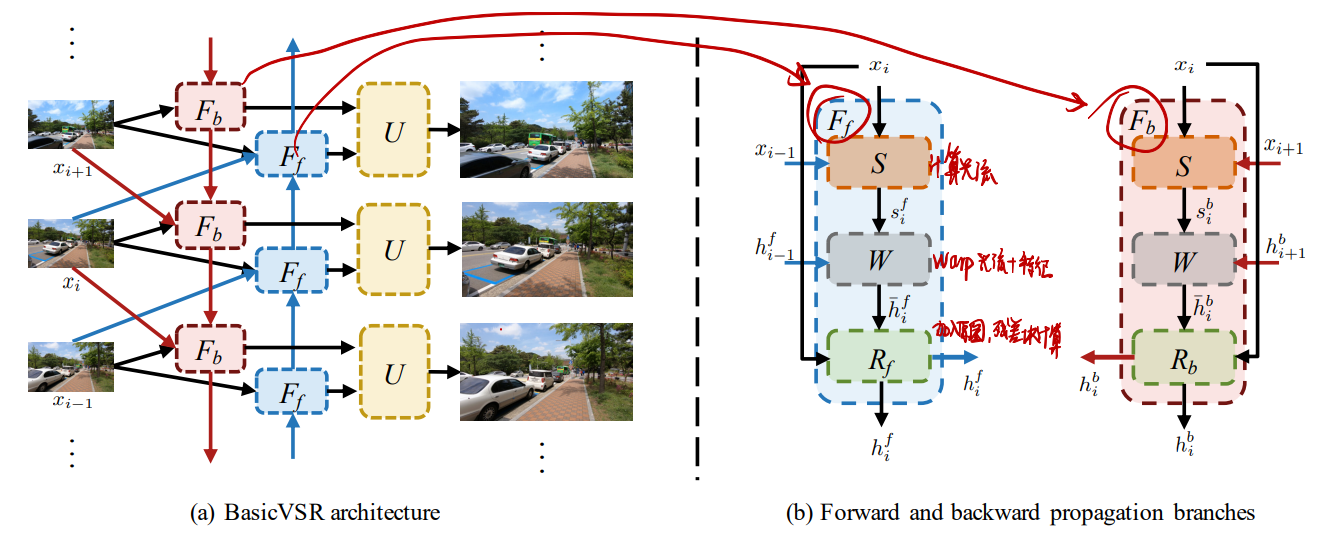 F_b
U
F_f
x_{i+1}
F_b
U
F_f
x_i
F_b
U
F_f
x_{i-1}
(a) BasicVSR architecture
x_i
F_f
x_{i-1}
S
计算光流
s_i^f
h_{i-1}^f
W
Warp 光流+特征
\bar{h}_i^f
R_f
加入原图,残差块计算
h_i^f
h_i^f
x_i
F_b
x_{i+1}
S
s_i^b
h_{i+1}^b
W
\bar{h}_i^b
R_b
h_i^b
h_i^b
(b) Forward and backward propagation branches